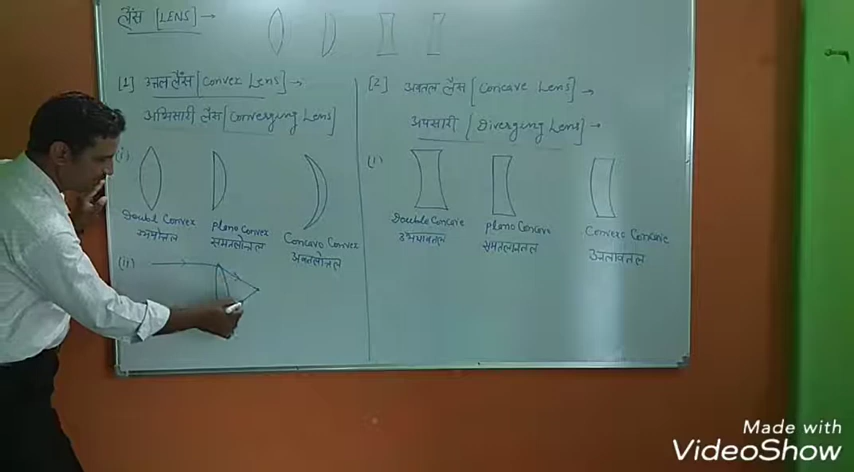 लैंस [LENS] →
[1] उत्तल लैंस [Convex Lens] →
अभिसारी लैंस [Converging Lens]
(i)
Double Convex
उभयोत्तल
Plano Convex
समतलोत्तल
Concavo Convex
अवतलोत्तल
(ii)
[2] अवतल लैंस [Concave Lens] →
अपसारी [Diverging Lens] →
(i)
Double Concave
उभयावतल
Plano Concave
समतलावतल
Convexo Concave
उत्तलावतल
Made with
VideoShow